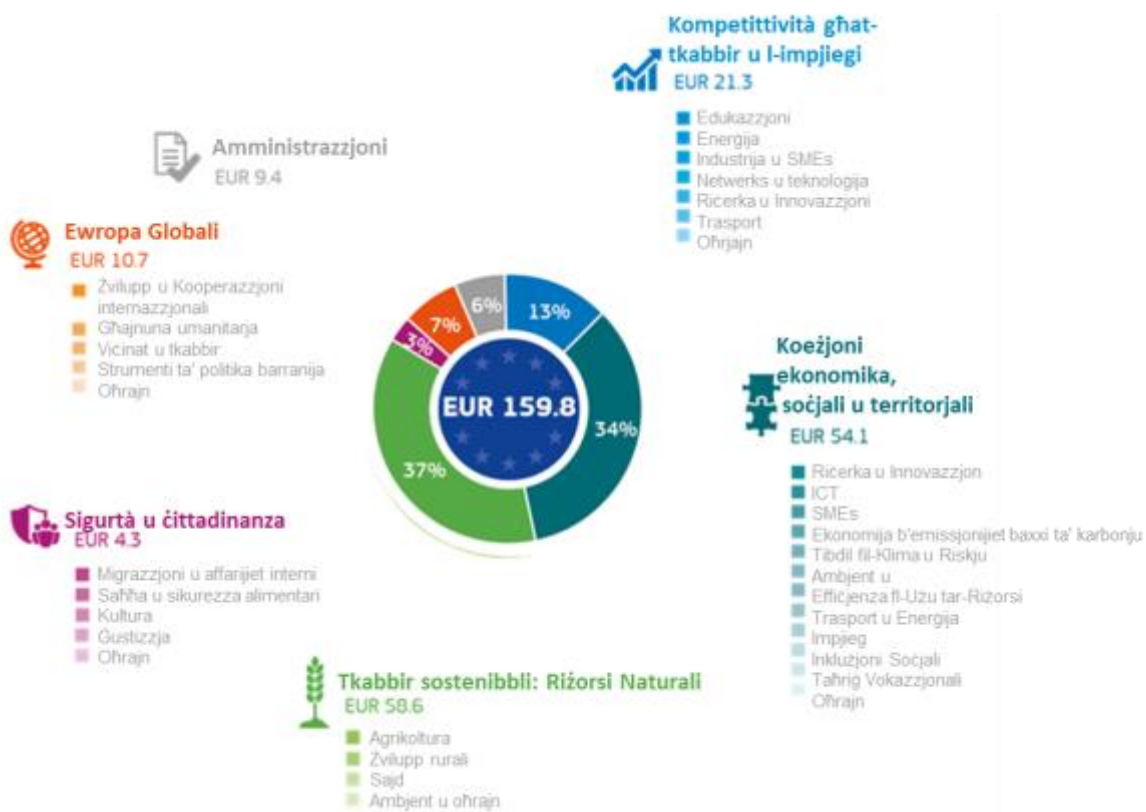 Kompetittività għat-
tkabbir u l-impjiegi
EUR 21.3
Edukazzjoni
Energija
Industrija u SMEs
Netwerks u teknologija
Riċerka u Innovazzjoni
Trasport
Oħrjajn
Amministrazzjoni
EUR 9.4
Ewropa Globali
EUR 10.7
Żvilupp u Kooperazzjoni
internazzjonali
Għajnuna umanitarja
Viċinat u tkabbir
Strumenti ta' politika barranija
Oħrajn
6%
13%
7%
3%
EUR 159.8
34%
37%
Koeżjoni
ekonomika,
soċjali u territorjali
EUR 54.1
Riċerka u Innovazzjon
ICT
SMEs
Ekonomija b'emissjonijiet baxxi ta' karbonju
Tibdil fil-Klima u Riskju
Ambjent u
Effiċjenza fl-Użu tar-Riżorsi
Trasport u Enerġija
Impjieg
Inklużjoni Soċjali
Taħriġ Vokazzjonali
Oħrajn
Sigurtà u ċittadinanza
EUR 4.3
Migrazzjoni u affarijiet interni
Saħħa u sikurezza alimentari
Kultura
Ġustizzja
Oħrajn
Tkabbir sostenibbli: Riżorsi Naturali
EUR 58.6
Agrikoltura
Żvilupp rurali
Sajd
Ambjent u oħrajn